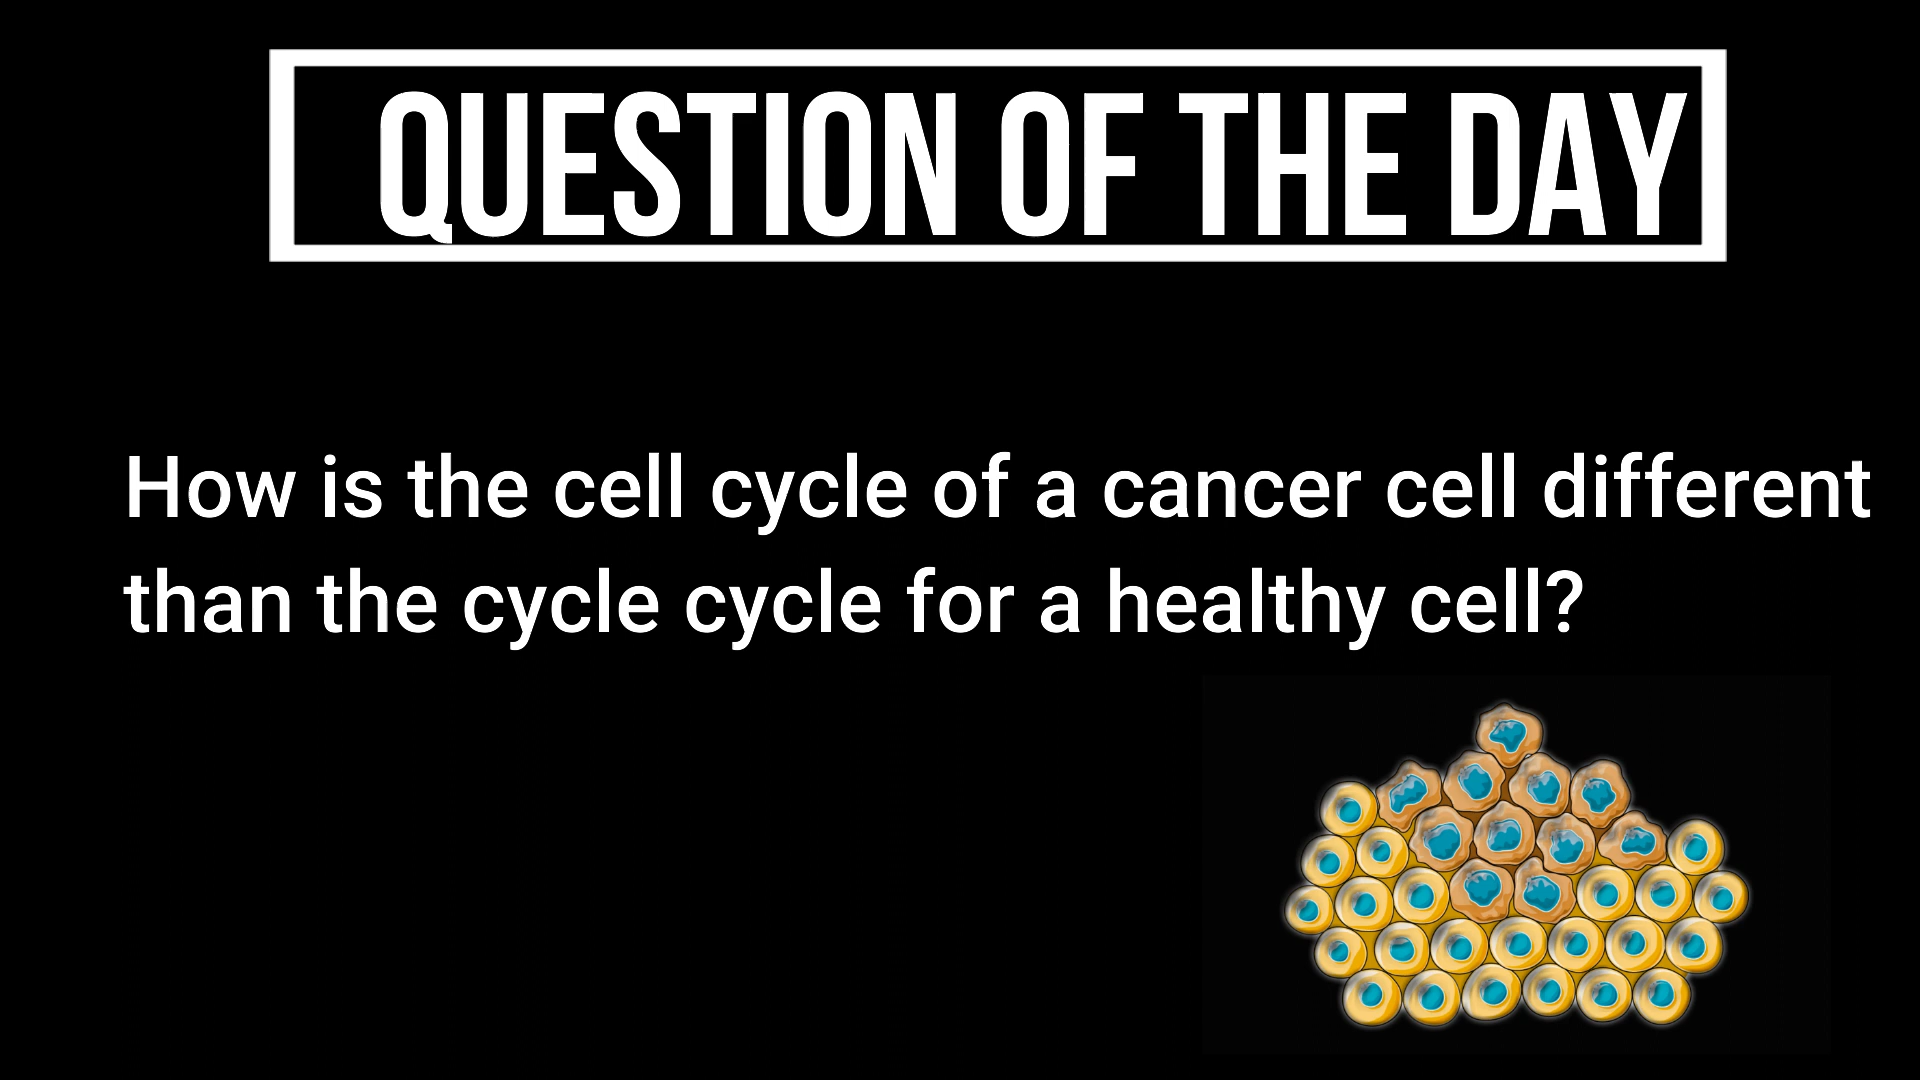 QUESTION OF THE DAY
How is the cell cycle of a cancer cell different
than the cycle cycle for a healthy cell?